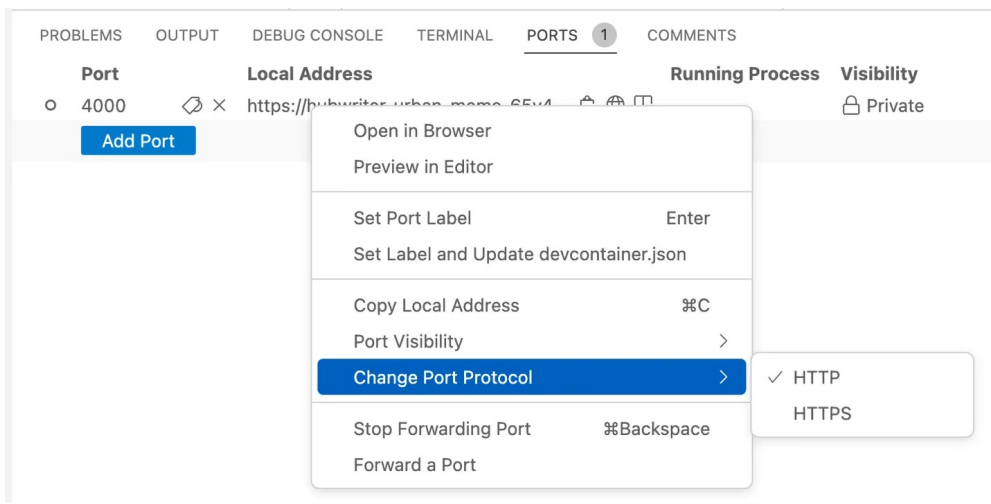 PROBLEMS OUTPUT DEBUG CONSOLE TERMINAL PORTS 1 COMMENTS
Port Local Address Running Process Visibility
4000 Private
Add Port
Open in Browser
Preview in Editor
Set Port Label Enter
Set Label and Update devcontainer.json
Copy Local Address ⌘C
Port Visibility
Change Port Protocol
HTTP
HTTPS
Stop Forwarding Port ⌘Backspace
Forward a Port